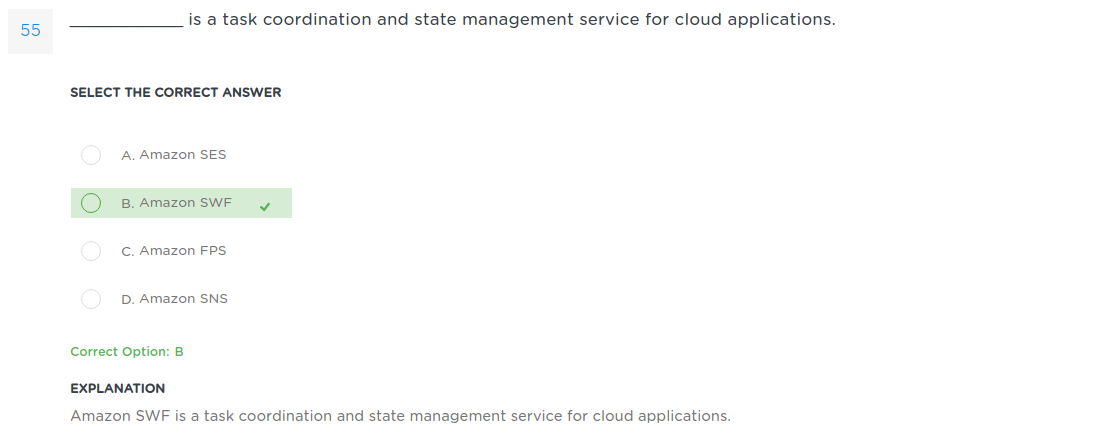 55
____________ is a task coordination and state management service for cloud applications.
SELECT THE CORRECT ANSWER
A. Amazon SES
B. Amazon SWF
C. Amazon FPS
D. Amazon SNS
Correct Option: B
EXPLANATION
Amazon SWF is a task coordination and state management service for cloud applications.